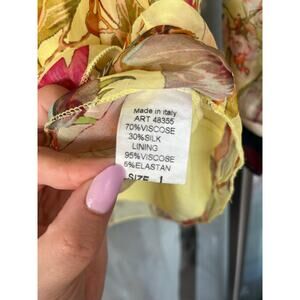 Made in Italy
ART 48355
70%VISCOSE
30%SILK
LINING
95%VISCOSE
5%ELASTAN
SIZE L